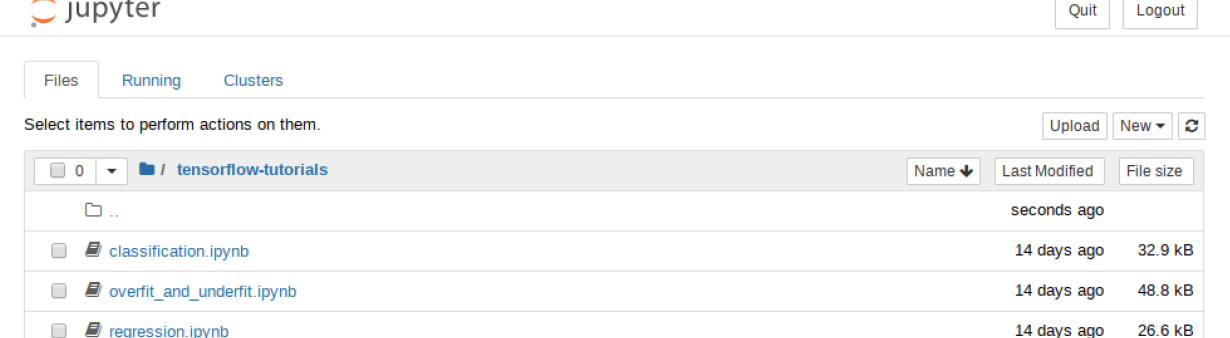 jupyter Quit Logout
Files Running Clusters
Select items to perform actions on them. Upload New
0 / tensorflow-tutorials Name Last Modified File size
.. seconds ago
classification.ipynb 14 days ago 32.9 kB
overfit_and_underfit.ipynb 14 days ago 48.8 kB
regression.ipynb 14 days ago 26.6 kB